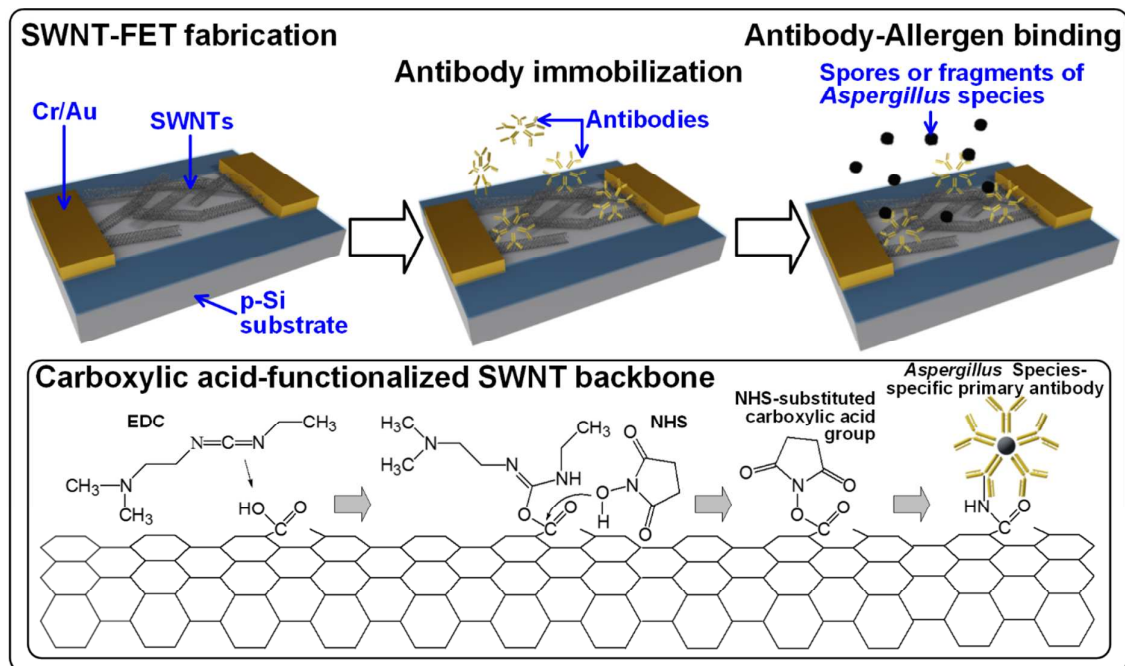 SWNT-FET fabrication
Antibody immobilization
Antibody-Allergen binding
Cr/Au
SWNTs
p-Si
substrate
Antibodies
Spores or fragments of
Aspergillus species
Carboxylic acid-functionalized SWNT backbone
EDC
N=C=N
CH₃
CH₃
N
CH₃
HO
C
O
CH₃
N
N
NH
O
C
O
NHS
O
N
O
H
O
NHS-substituted
carboxylic acid
group
O
N
O
O
C
O
Aspergillus Species-
specific primary antibody
HN
C
O